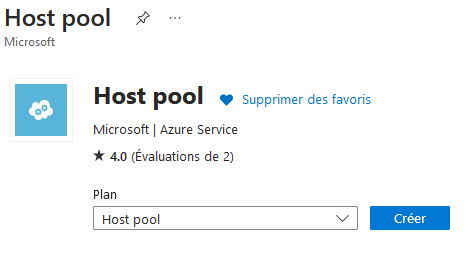 Host pool ...
Microsoft
Host pool Supprimer des favoris
Microsoft | Azure Service
4.0 (Évaluations de 2)
Plan
Host pool Créer